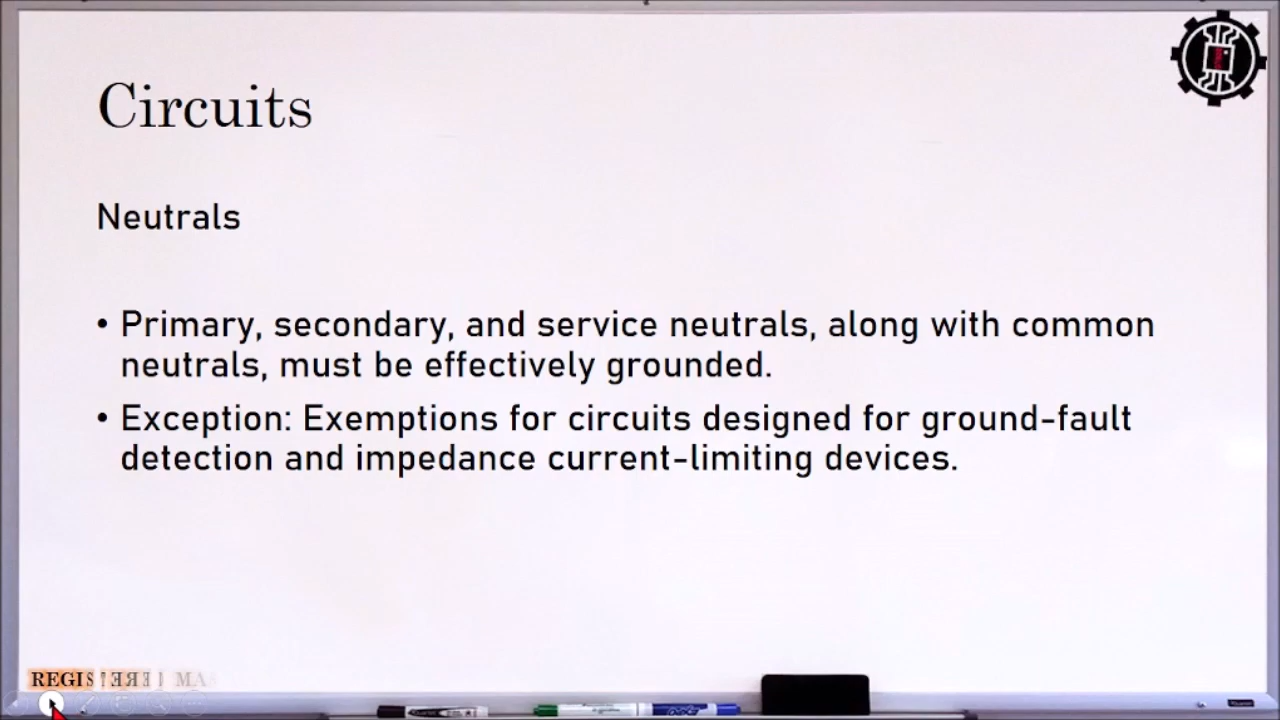 Circuits
Neutrals
• Primary, secondary, and service neutrals, along with common
neutrals, must be effectively grounded.
• Exception: Exemptions for circuits designed for ground-fault
detection and impedance current-limiting devices.